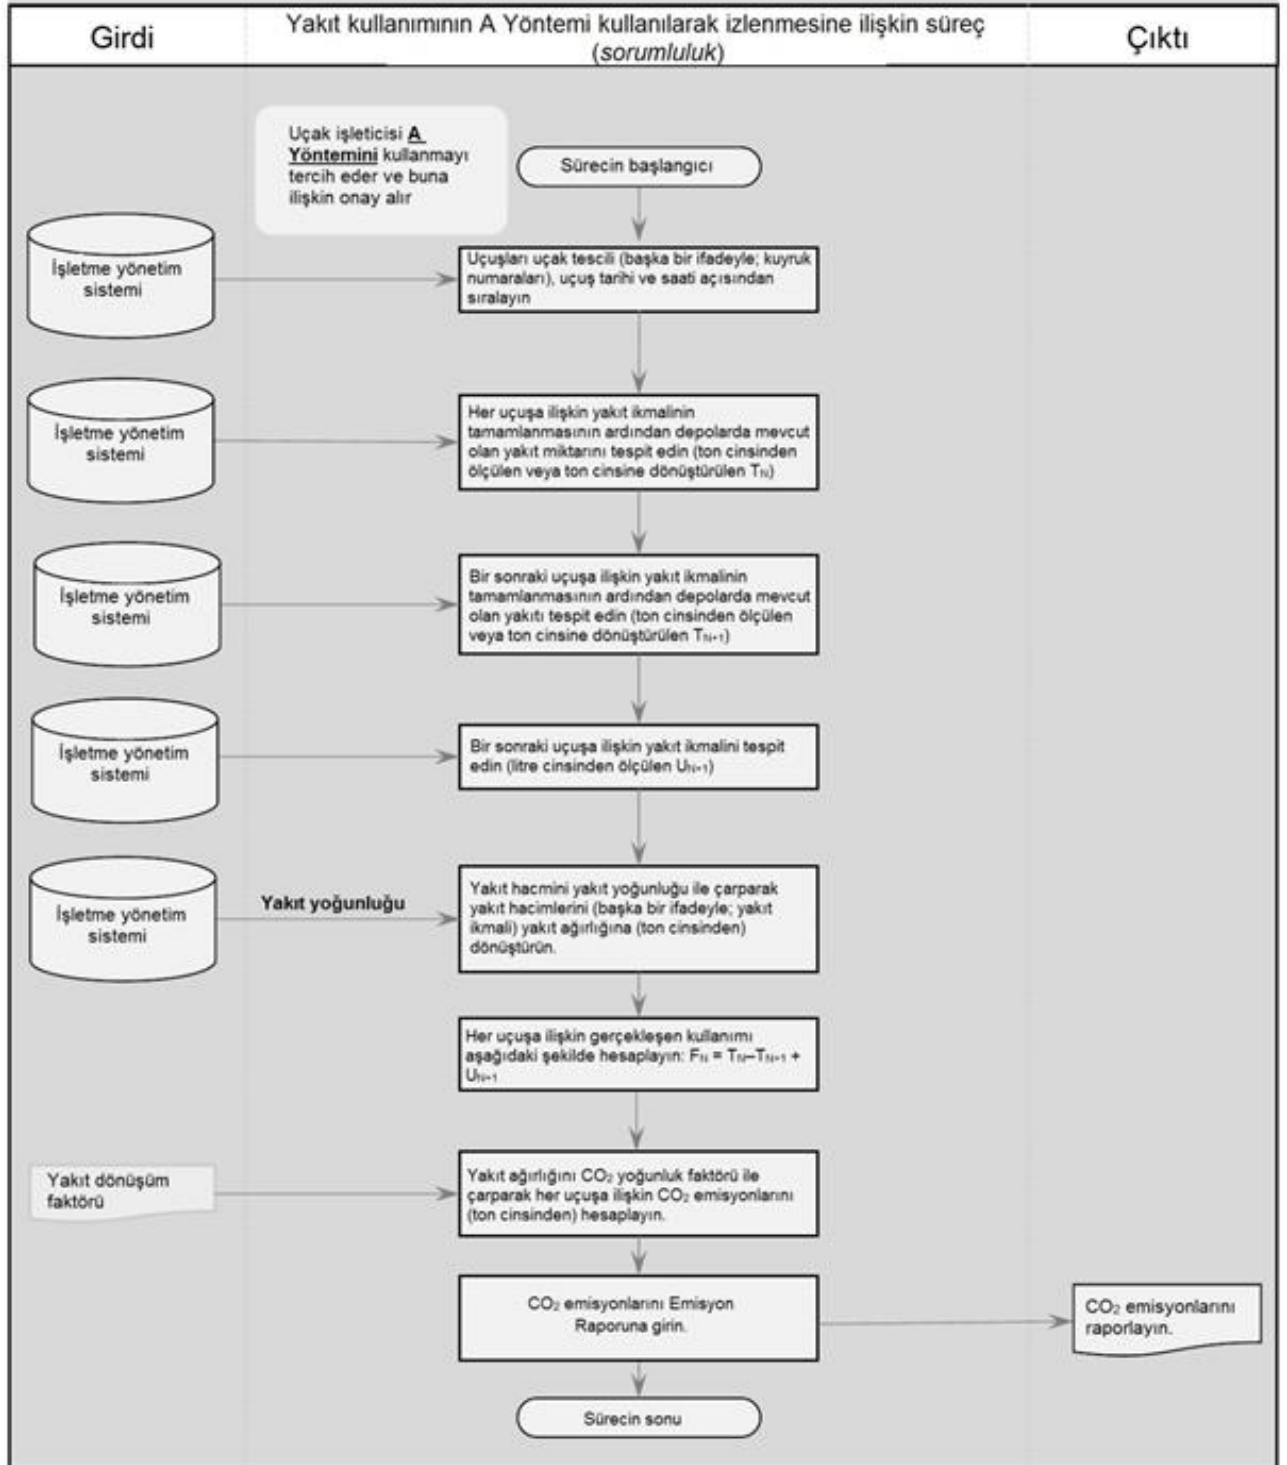 Girdi
Yakıt kullanımının A Yöntemi kullanılarak izlenmesine ilişkin süreç
(sorumluluk)
Çıktı
Uçak işleticisi A
Yöntemini kullanmayı
tercih eder ve buna
ilişkin onay alır
Sürecin başlangıcı
İşletme yönetim
sistemi
Uçuşları uçak tescili (başka bir ifadeyle; kuyruk
numaraları), uçuş tarihi ve saati açısından
sıralayın
İşletme yönetim
sistemi
Her uçuşa ilişkin yakıt ikmalinin
tamamlanmasının ardından depolarda mevcut
olan yakıt miktarını tespit edin (ton cinsinden
ölçülen veya ton cinsine dönüştürülen TN)
İşletme yönetim
sistemi
Bir sonraki uçuşa ilişkin yakıt ikmalinin
tamamlanmasının ardından depolarda mevcut
olan yakıtı tespit edin (ton cinsinden ölçülen
veya ton cinsine dönüştürülen TN+1)
İşletme yönetim
sistemi
Bir sonraki uçuşa ilişkin yakıt ikmalini tespit
edin (litre cinsinden ölçülen UN+1)
İşletme yönetim
sistemi
Yakıt yoğunluğu
Yakıt hacmini yakıt yoğunluğu ile çarparak
yakıt hacimlerini (başka bir ifadeyle; yakıt
ikmali) yakıt ağırlığına (ton cinsinden)
dönüştürün.
Her uçuşa ilişkin gerçekleşen kullanımı
aşağıdaki şekilde hesaplayın: FN = TN–TN+1 +
UN+1
Yakıt dönüşüm
faktörü
Yakıt ağırlığını CO₂ yoğunluk faktörü ile
çarparak her uçuşa ilişkin CO₂ emisyonlarını
(ton cinsinden) hesaplayın.
CO₂ emisyonlarını Emisyon
Raporuna girin.
CO₂ emisyonlarını
raporlayın.
Sürecin sonu